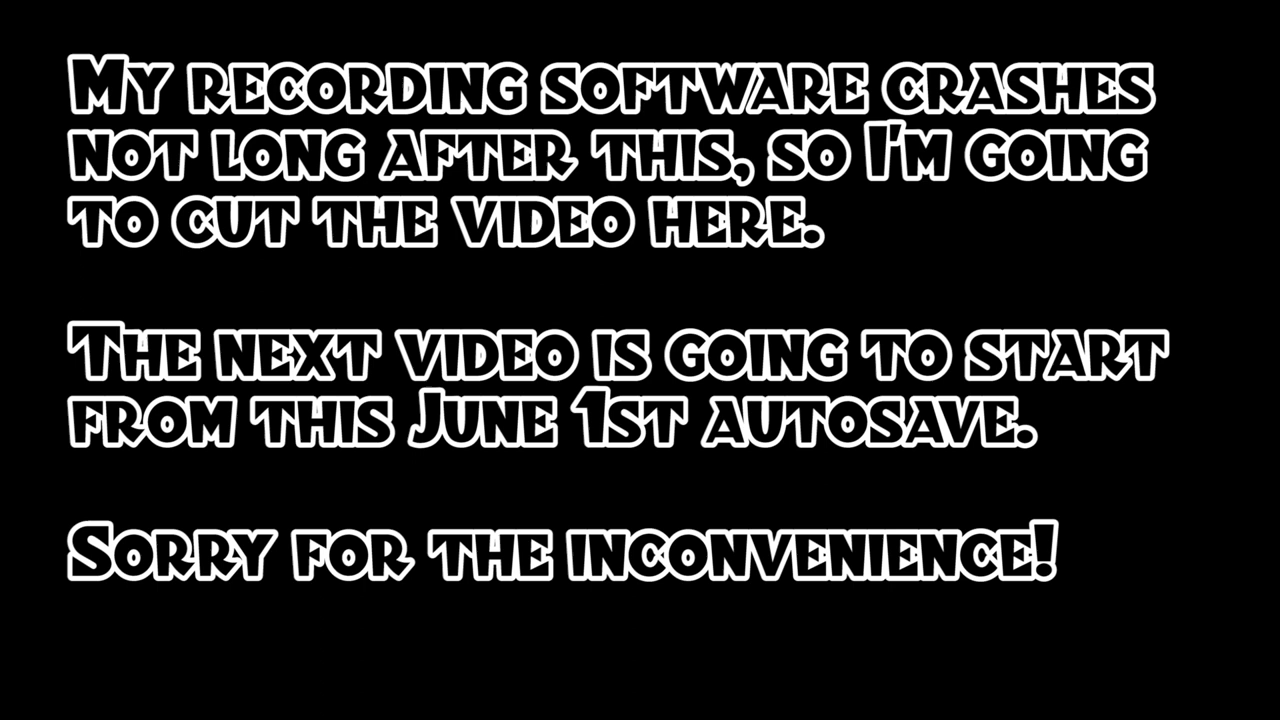 My recording software crashes
not long after this, so I'm going
to cut the video here.
The next video is going to start
from this June 1st autosave.
Sorry for the inconvenience!